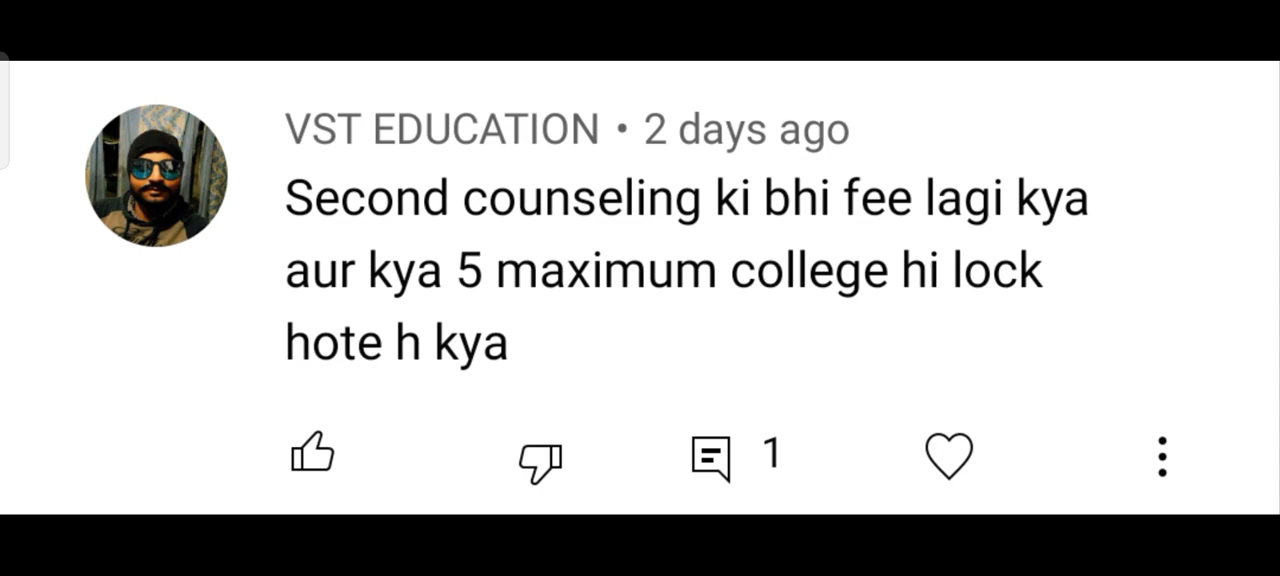 VST EDUCATION • 2 days ago
Second counseling ki bhi fee lagi kya
aur kya 5 maximum college hi lock
hote h kya
1